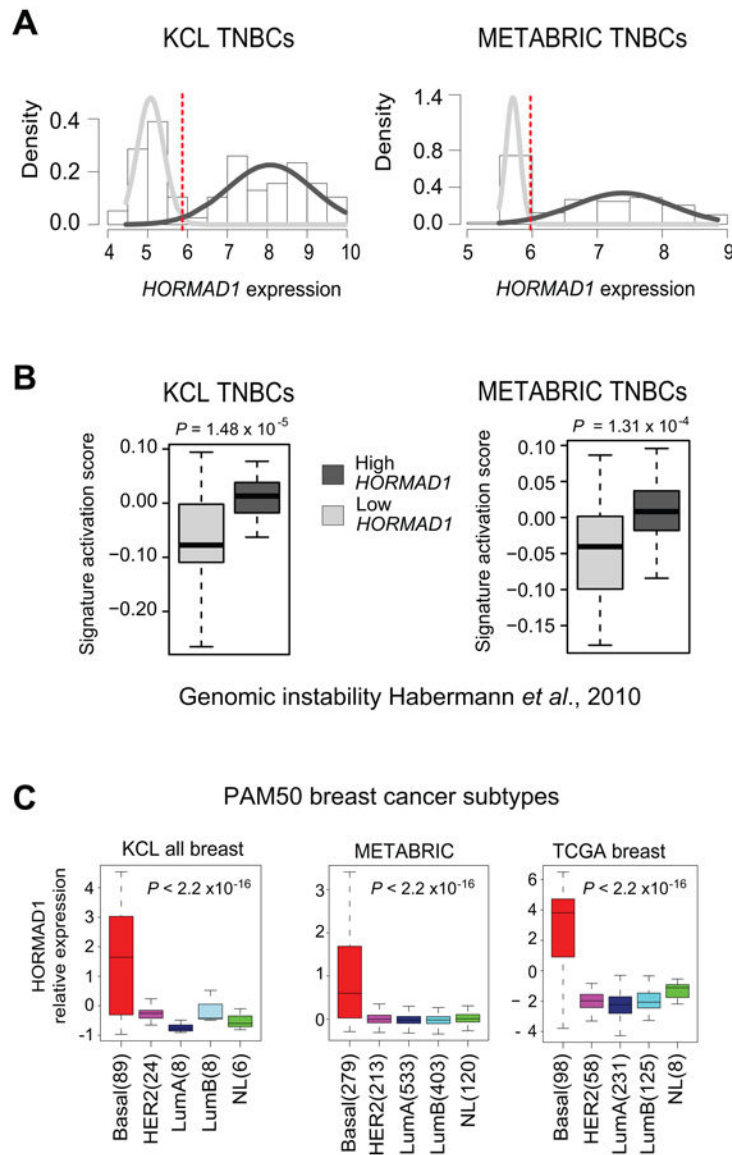 A
KCL TNBCs
METABRIC TNBCs
Density
0.4
0.2
0.0
4 5 6 7 8 9 10
HORMAD1 expression
Density
1.4
0.8
0.4
0.0
5 6 7 8 9
HORMAD1 expression
B
KCL TNBCs
METABRIC TNBCs
P = 1.48 x 10-5
P = 1.31 x 10-4
Signature activation score
0.10
0.00
−0.10
−0.20
High
HORMAD1
Low
HORMAD1
Signature activation score
0.10
0.05
0.00
−0.05
−0.10
−0.15
Genomic instability Habermann et al., 2010
C
PAM50 breast cancer subtypes
KCL all breast
METABRIC
TCGA breast
P < 2.2 x10-16
P < 2.2 x10-16
P < 2.2 x10-16
HORMAD1
relative expression
4
3
2
1
-0
-1
3
2
1
0
6
4
2
0
− 2
− 4
Basal(89)
HER2(24)
LumA(8)
LumB(8)
NL(6)
Basal(279)
HER2(213)
LumA(533)
LumB(403)
NL(120)
Basal(98)
HER2(58)
LumA(231)
LumB(125)
NL(8)